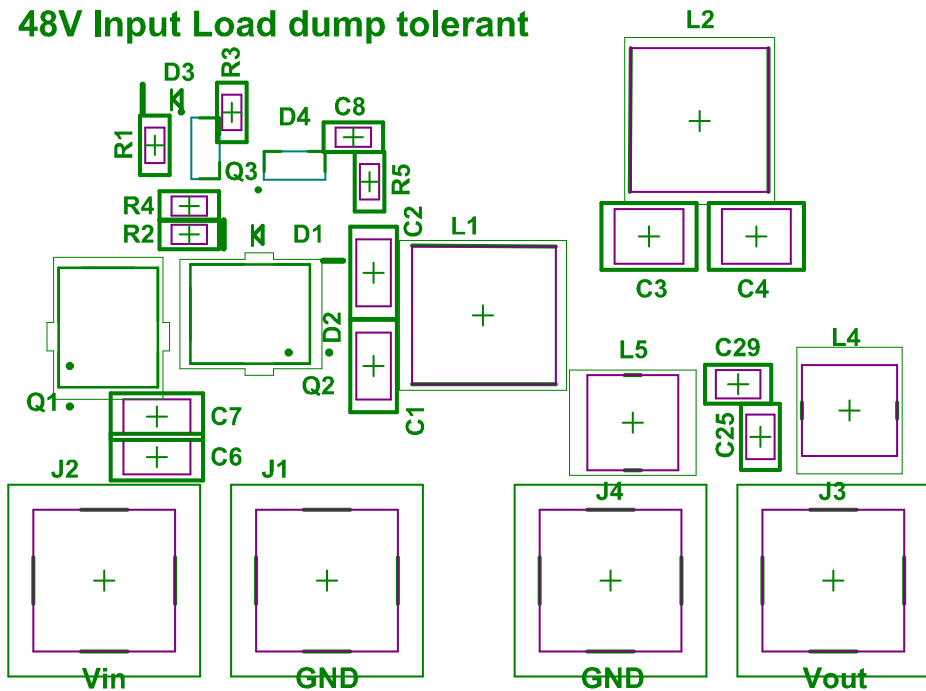 48V Input Load dump tolerant
L2
D3
R3
D4
C8
R1
Q3
R5
R4
R2
D1
C2
L1
C3
C4
D2
L5
C29
L4
Q1
Q2
C7
C1
C25
C6
J2
J1
J4
J3
Vin
GND
GND
Vout